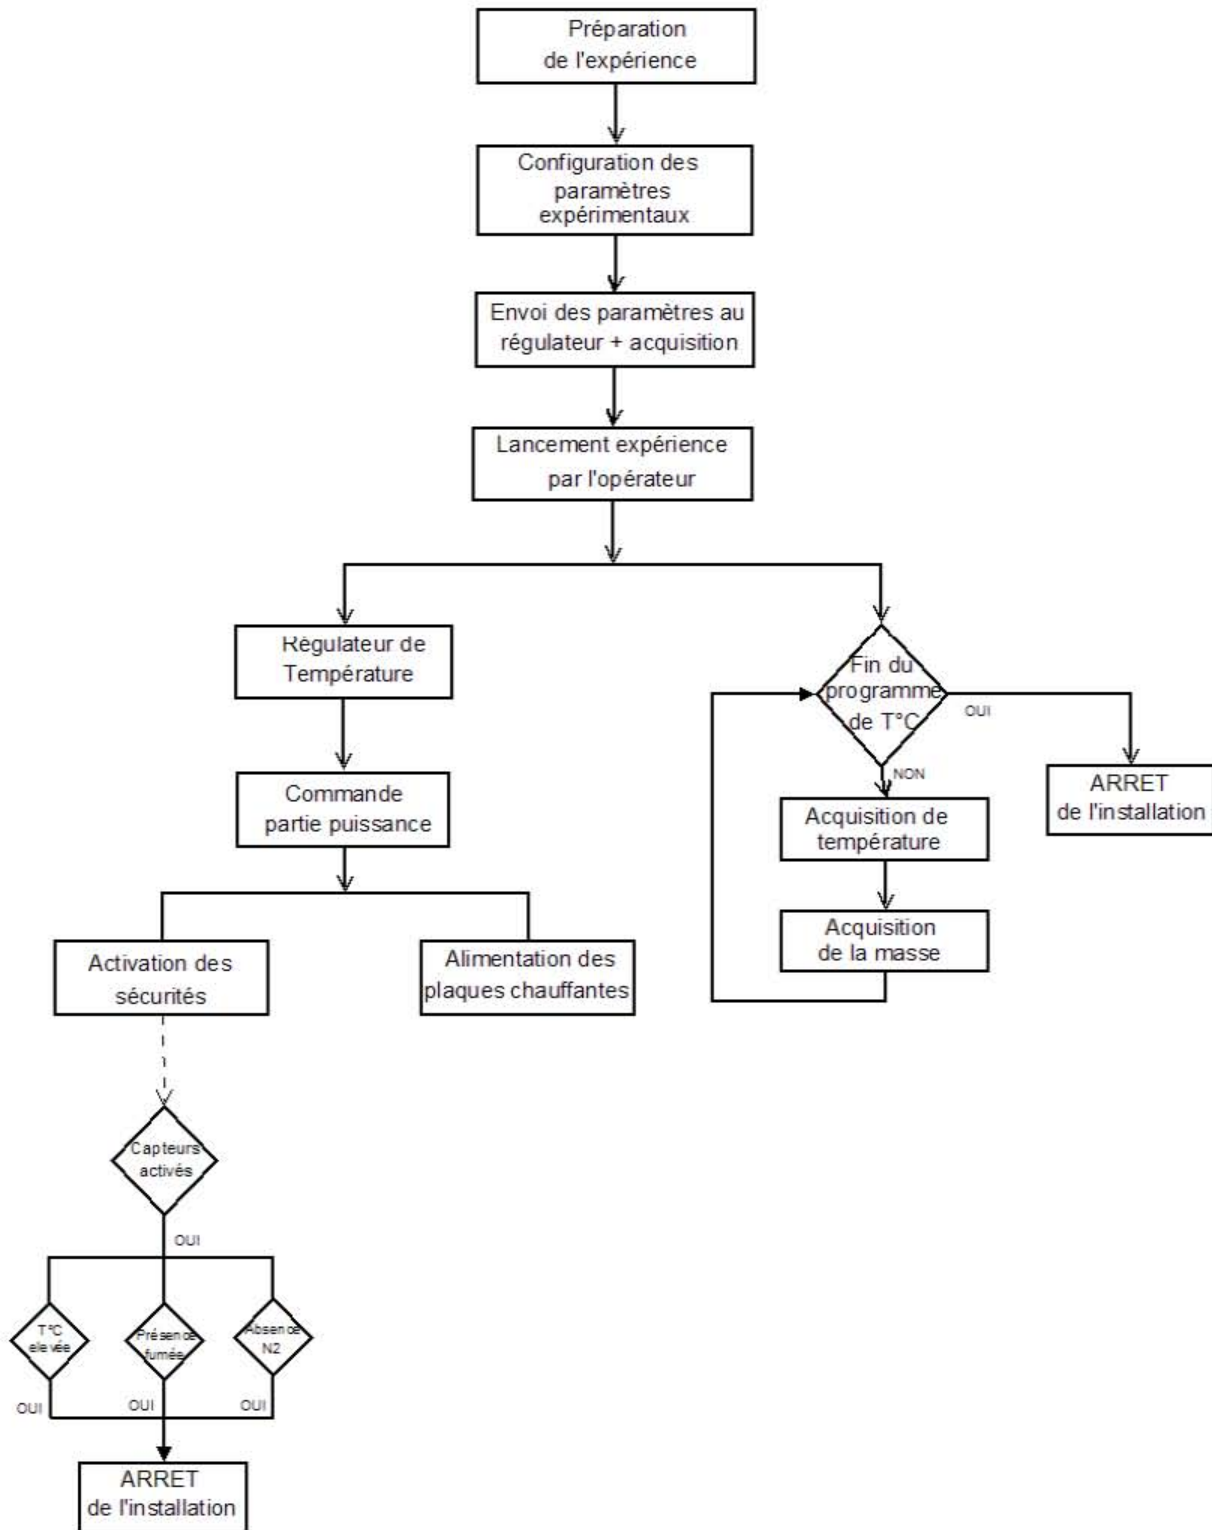 Préparation
de l'expérience
Configuration des
paramètres
expérimentaux
Envoi des paramètres au
régulateur + acquisition
Lancement expérience
par l'opérateur
Régulateur de
Température
Fin du
programme
de T°C
OUI
NON
Commande
partie puissance
ARRET
de l'installation
Acquisition de
température
Acquisition
de la masse
Activation des
sécurités
Alimentation des
plaques chauffantes
Capteurs
activés
OUI
T°C
elevée
Présence
fumée
Absence
N2
OUI
OUI
OUI
ARRET
de l'installation